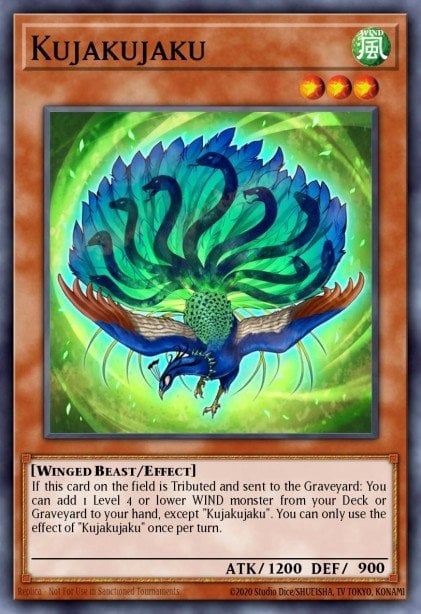 Kujakujaku
WIND
風
[Winged Beast/Effect]
If this card on the field is Tributed and sent to the Graveyard: You
can add 1 Level 4 or lower WIND monster from your Deck or
Graveyard to your hand, except "Kujakujaku". You can only use the
effect of "Kujakujaku" once per turn.
ATK/1200 DEF/ 900
Replica - Not For Use in Sanctioned Tournaments.
©2020 Studio Dice/SHUEISHA, TV TOKYO, KONAMI